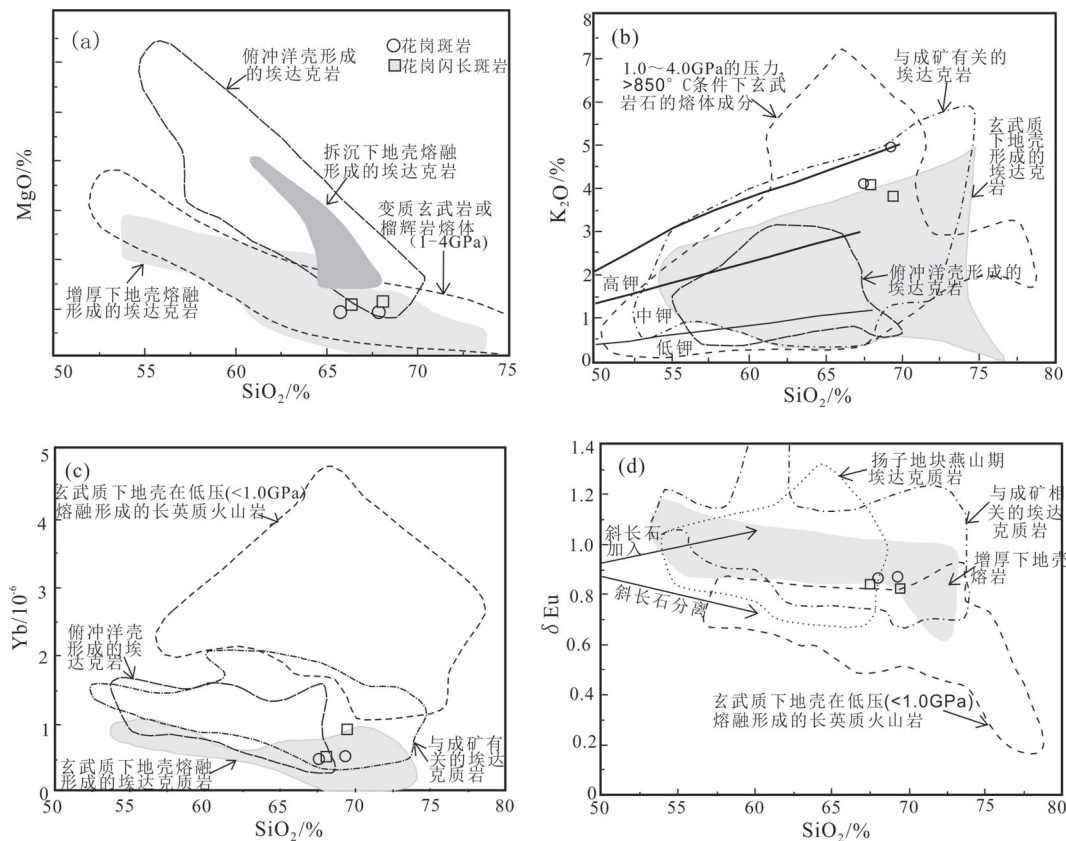 (a)
俯冲洋壳形成
的埃达克岩
花岗斑岩
花岗闪长斑岩
拆沉下地壳熔融
形成的埃达克岩
变质玄武岩或
榴辉岩熔体
(1-4GPa)
增厚下地壳熔融
形成的埃达克岩
MgO/%
50
55
60
65
70
75
SiO₂/%
(b)
1.0～4.0GPa的压力,
>850°C条件下玄武
岩石的熔体成分
与成矿有关的
埃达克岩
玄武质
下地壳
形成的
埃达克
岩
俯冲洋壳形成的
埃达克岩
高钾
中钾
低钾
K₂O/%
8
7
6
5
4
3
2
1
0
50
55
60
65
70
75
80
SiO₂/%
(c)
玄武质下地壳在低压(<1.0GPa)
熔融形成的长英质火山岩
俯冲洋壳
形成的埃
达克岩
玄武质下地壳熔融
形成的埃达克质岩
与成矿有
关的埃达
克质岩
Yb/10⁻⁶
5
4
3
2
1
0
50
55
60
65
70
75
80
SiO₂/%
(d)
扬子地块燕山期
埃达克质岩
与成矿相
关的埃达
克质岩
斜长石
加入
增厚下地壳
熔岩
斜长石分离
玄武质下地壳在低压(<1.0GPa)
熔融形成的长英质火山岩
δEu
1.4
1.2
1.0
0.8
0.6
0.4
0.2
50
55
60
65
70
75
80
SiO₂/%